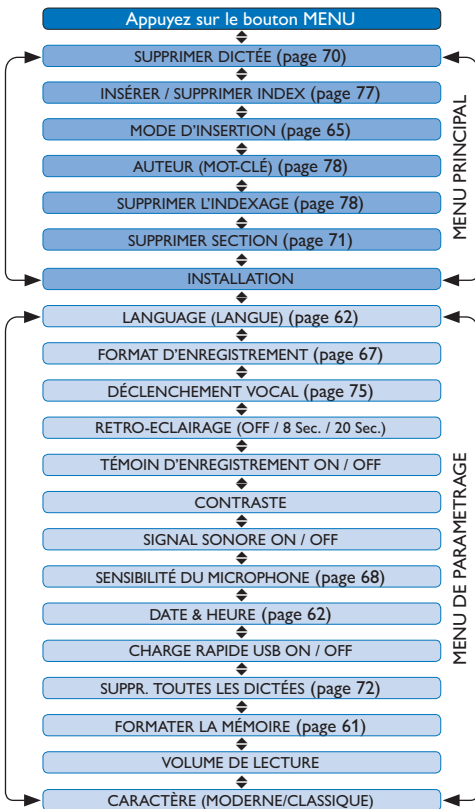 Appuyez sur le bouton MENU
SUPPRIMER DICTÉE (page 70)
INSÉRER / SUPPRIMER INDEX (page 77)
MODE D'INSERTION (page 65)
AUTEUR (MOT-CLÉ) (page 78)
SUPPRIMER L'INDEXAGE (page 78)
SUPPRIMER SECTION (page 71)
INSTALLATION
MENU PRINCIPAL
LANGUAGE (LANGUE) (page 62)
FORMAT D'ENREGISTREMENT (page 67)
DÉCLENCHEMENT VOCAL (page 75)
RETRO-ECLAIRAGE (OFF / 8 Sec. / 20 Sec.)
TÉMOIN D'ENREGISTREMENT ON / OFF
CONTRASTE
SIGNAL SONORE ON / OFF
SENSIBILITÉ DU MICROPHONE (page 68)
DATE & HEURE (page 62)
CHARGE RAPIDE USB ON / OFF
SUPPR. TOUTES LES DICTÉES (page 72)
FORMATER LA MÉMOIRE (page 61)
VOLUME DE LECTURE
CARACTÈRE (MODERNE/CLASSIQUE)
MENU DE PARAMETRAGE